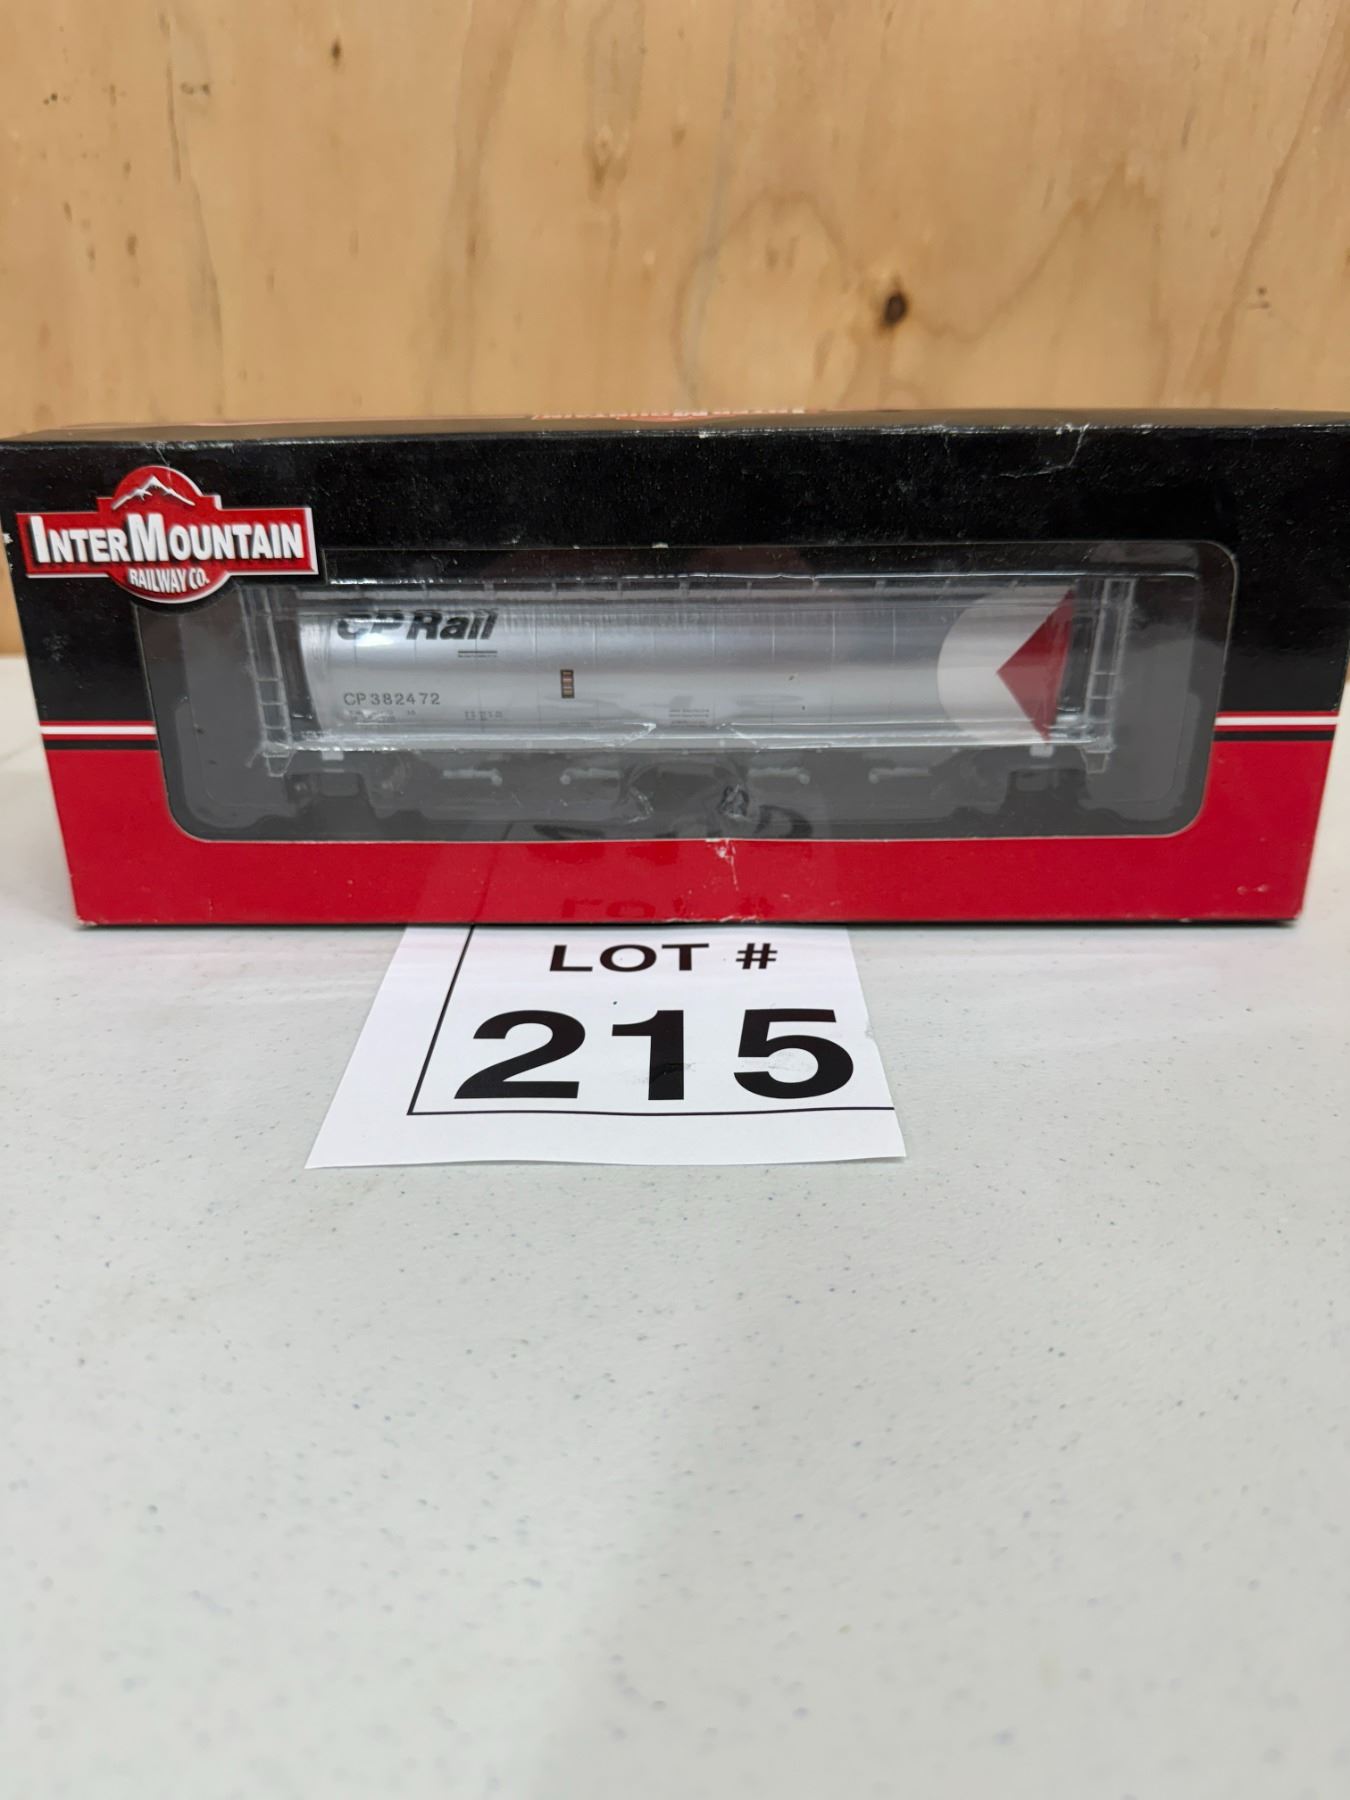 INTERMOUNTAIN
RAILWAY CO.
CP Rail
CP 382472
LOT #
215